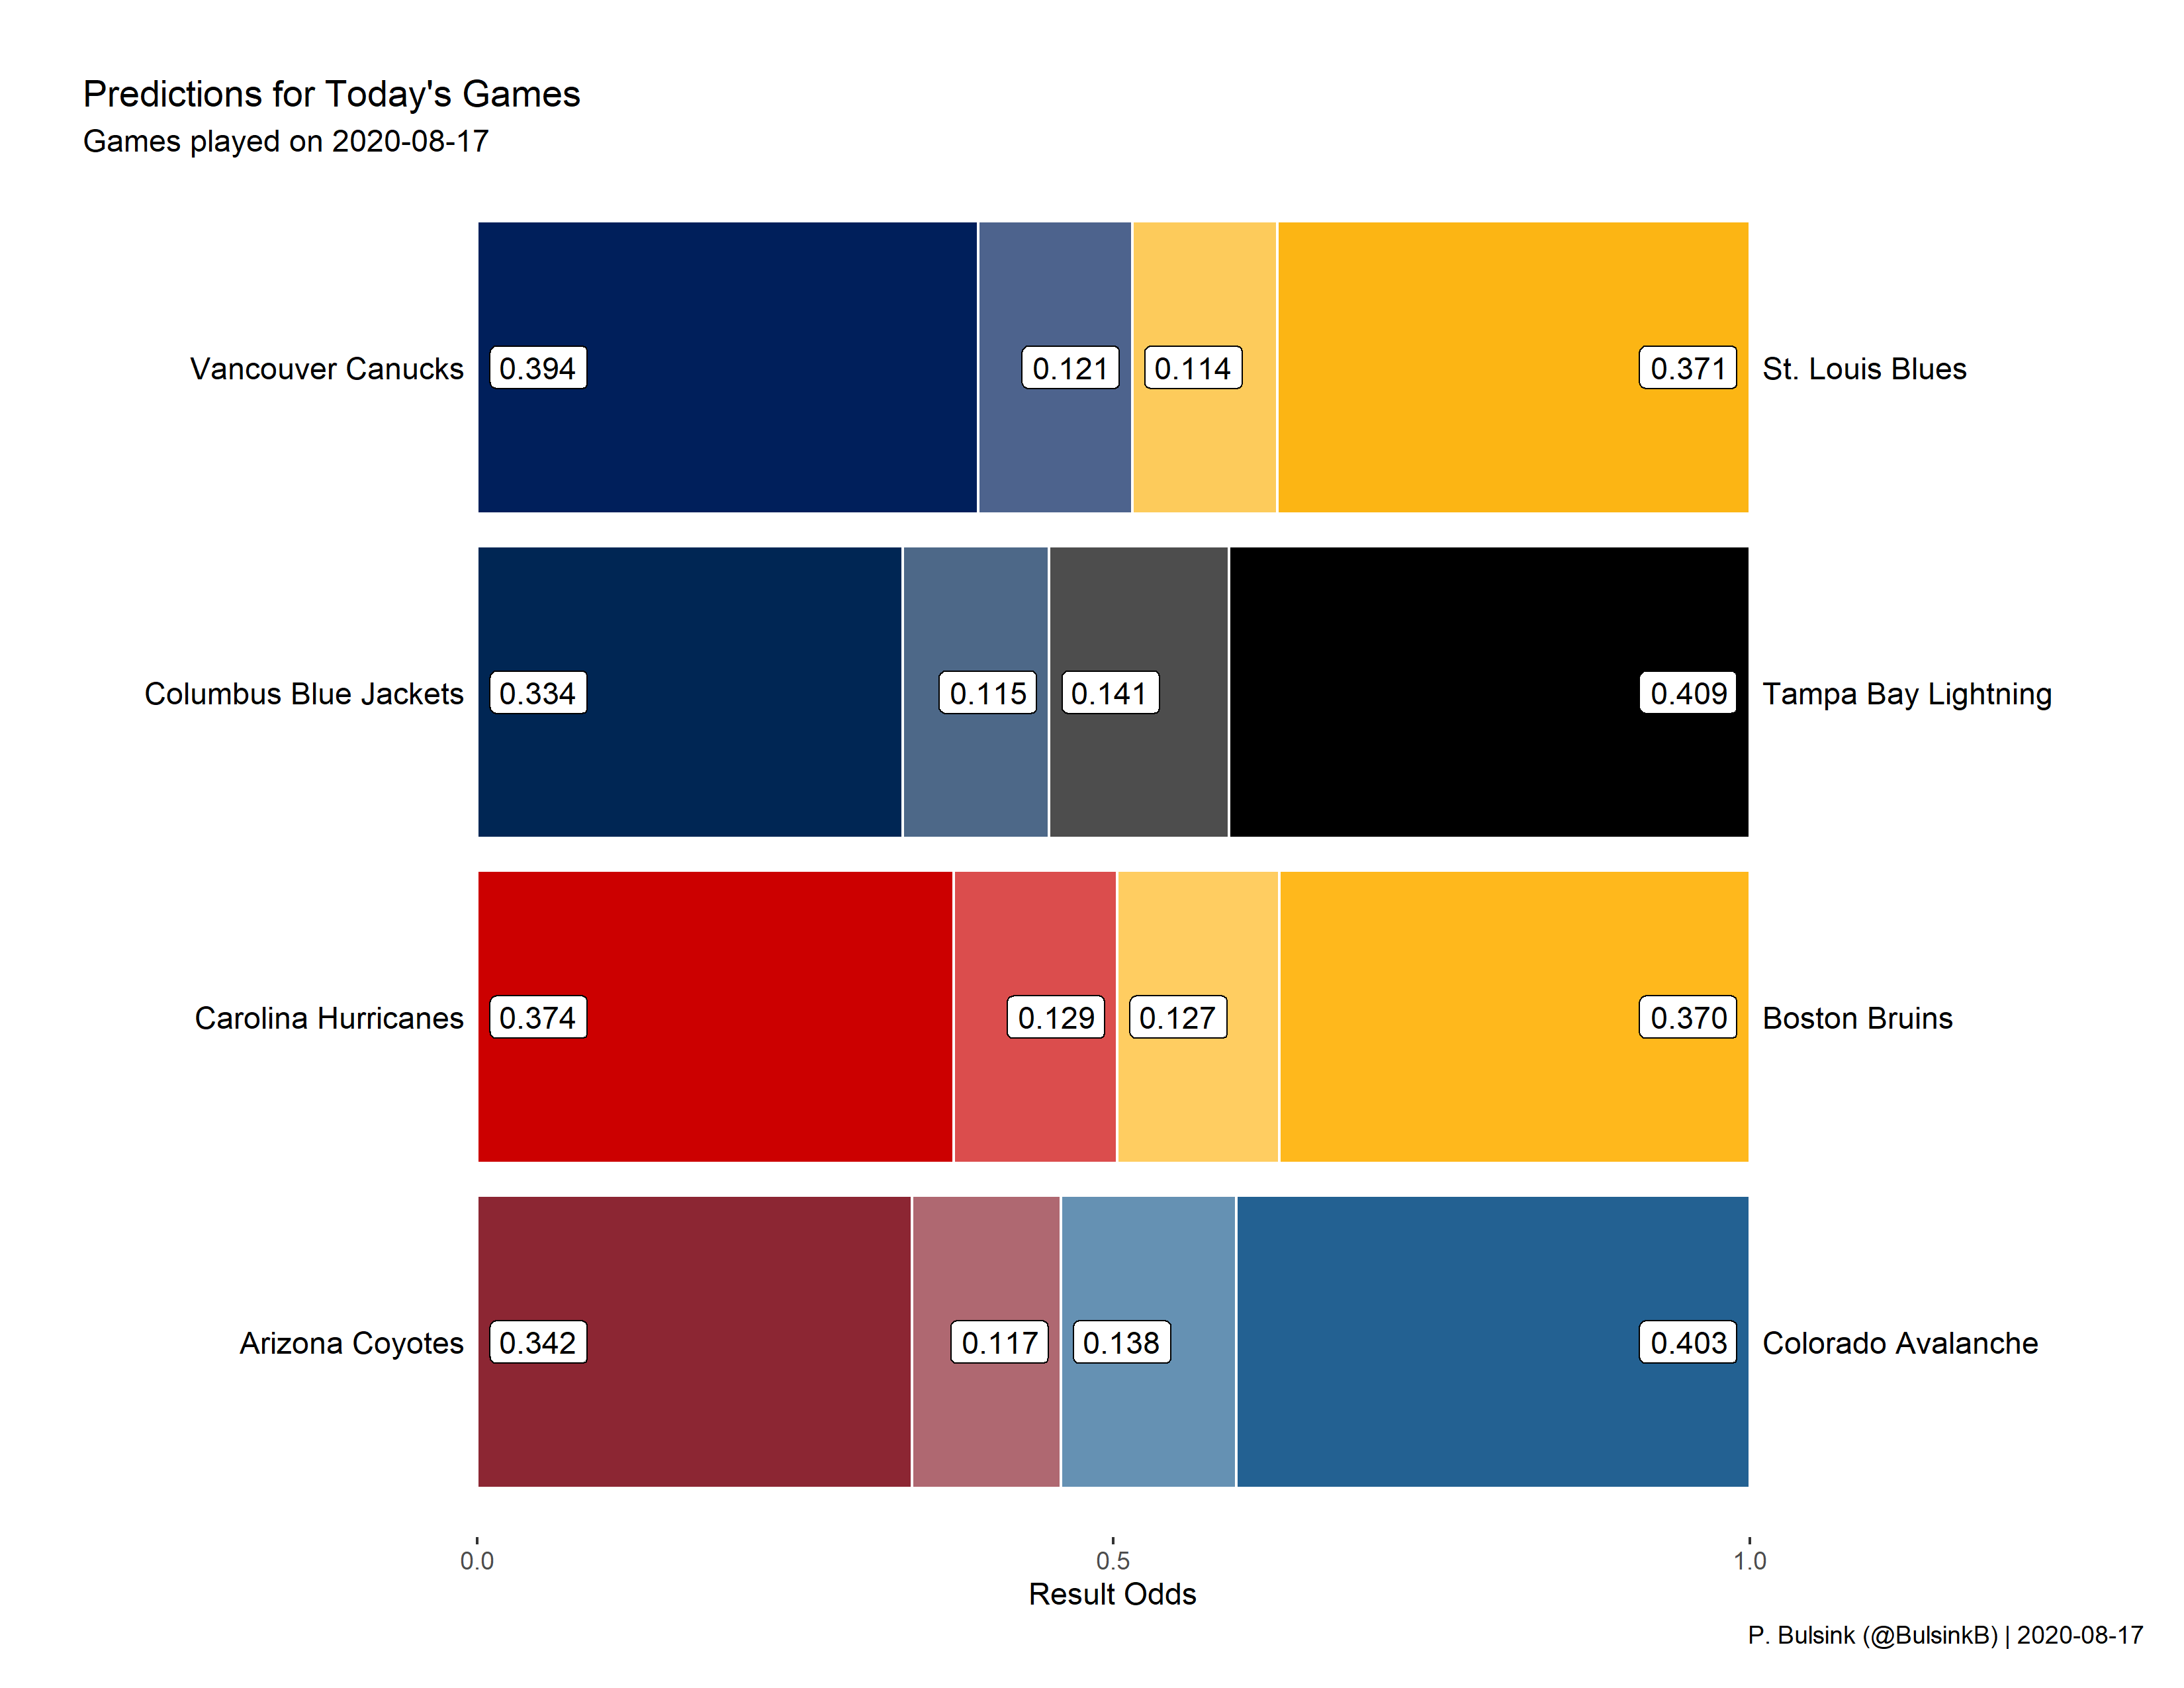 Predictions for Today's Games
Games played on 2020-08-17
Vancouver Canucks 0.394 0.121 0.114 0.371 St. Louis Blues
Columbus Blue Jackets 0.334 0.115 0.141 0.409 Tampa Bay Lightning
Carolina Hurricanes 0.374 0.129 0.127 0.370 Boston Bruins
Arizona Coyotes 0.342 0.117 0.138 0.403 Colorado Avalanche
0.0 0.5 1.0
Result Odds
P. Bulsink (@BulsinkB) | 2020-08-17